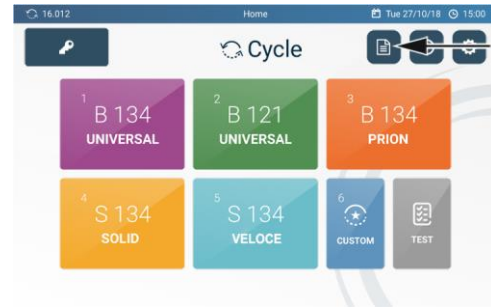 16.012 Home Tue 27/10/18 15:00
Cycle
1 2 3
B 134 B 121 B 134
UNIVERSAL UNIVERSAL PRION
4 5 6
S 134 S 134
SOLID VELOCE CUSTOM TEST